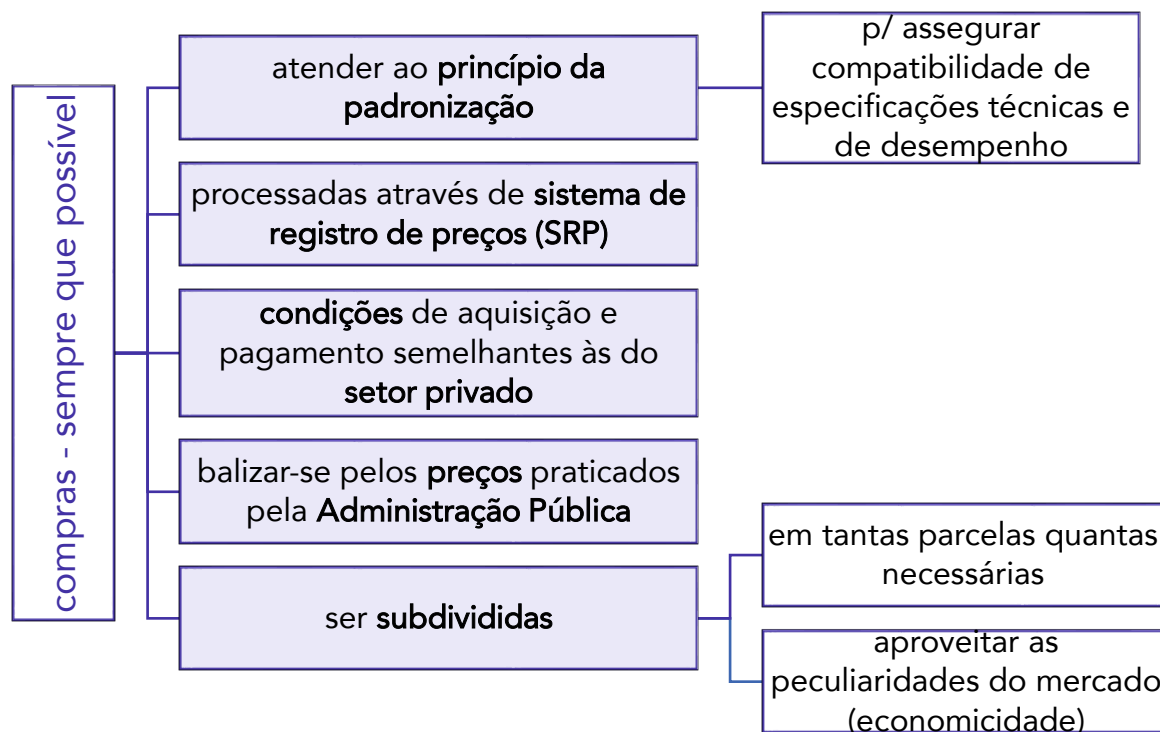 compras - sempre que possível
atender ao princípio da
padronização
p/ assegurar
compatibilidade de
especificações técnicas e
de desempenho
processadas através de sistema de
registro de preços (SRP)
condições de aquisição e
pagamento semelhantes às do
setor privado
balizar-se pelos preços praticados
pela Administração Pública
ser subdivididas
em tantas parcelas quantas
necessárias
aproveitar as
peculiaridades do mercado
(economicidade)